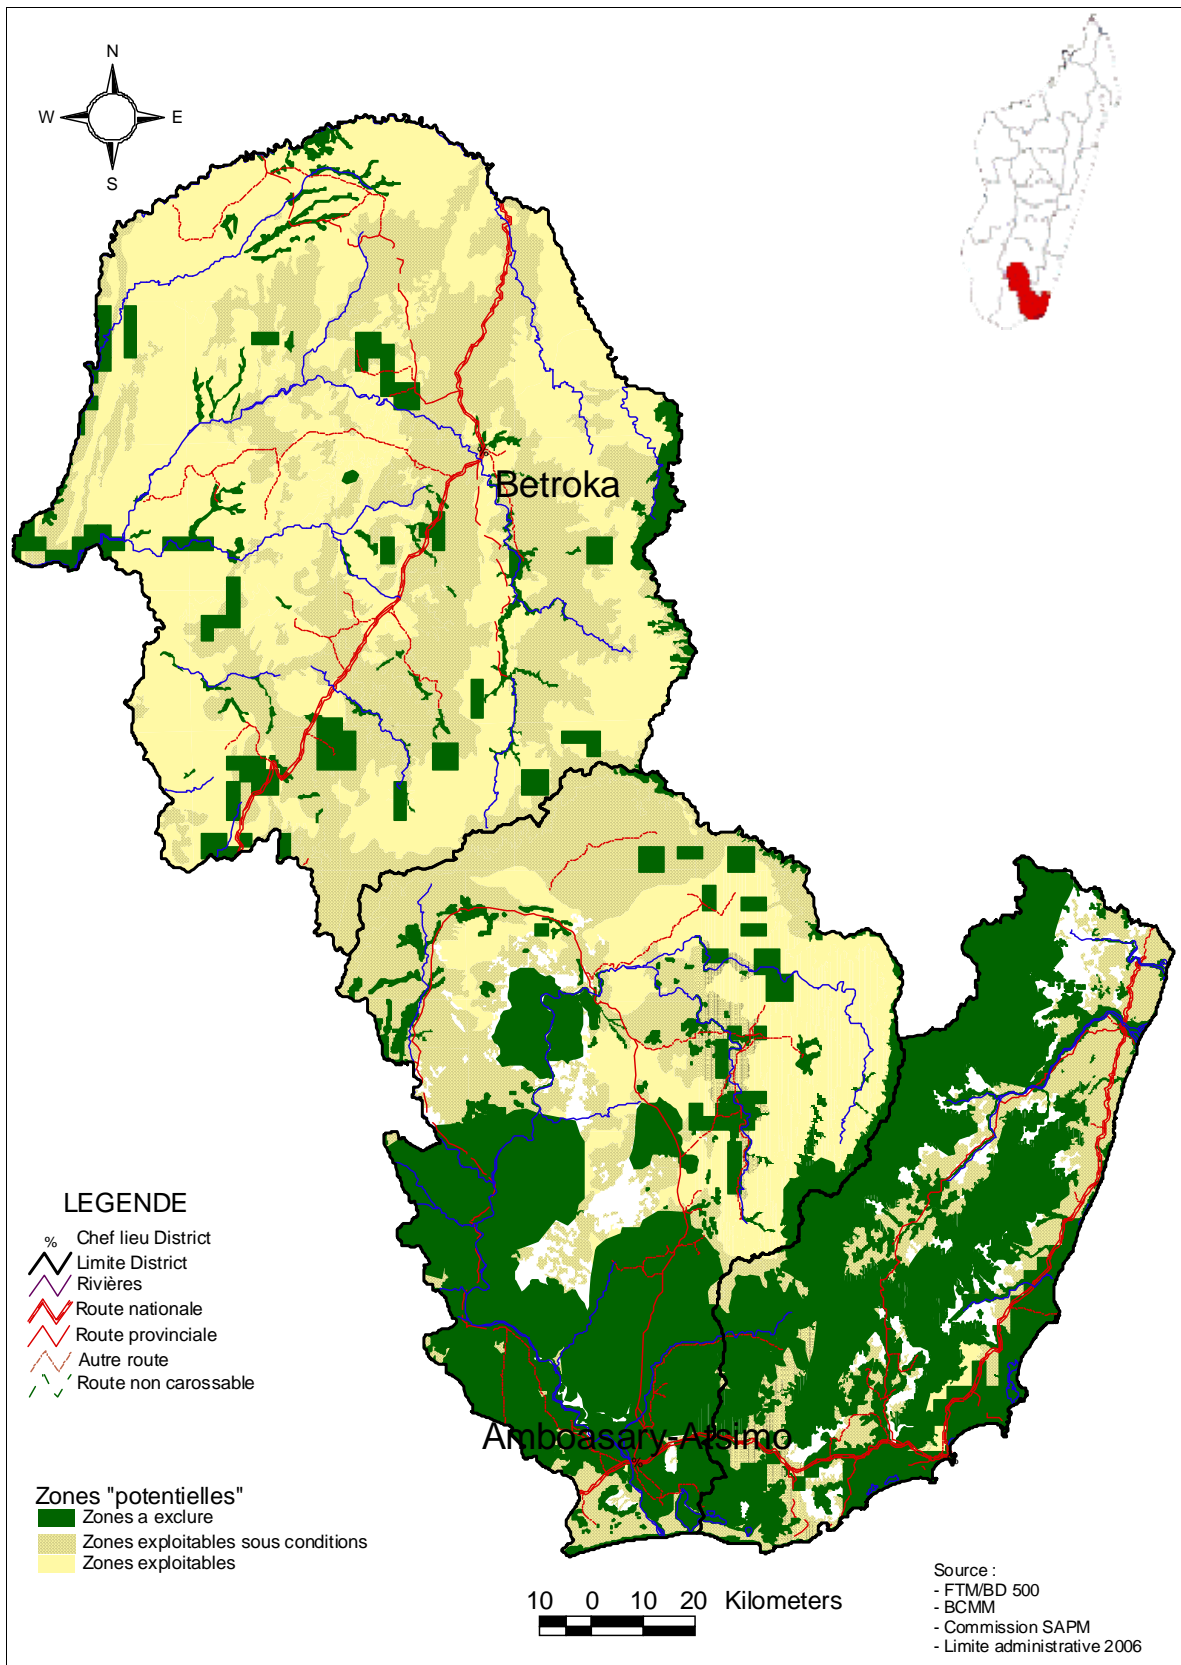 N
W E
S
Betroka
Amboasary-Atsimo
LEGENDE
% Chef lieu District
Limite District
Rivières
Route nationale
Route provinciale
Autre route
Route non carossable
Zones "potentielles"
Zones a exclure
Zones exploitables sous conditions
Zones exploitables
10 0 10 20 Kilometers
Source :
- FTM/BD 500
- BCMM
- Commission SAPM
- Limite administrative 2006